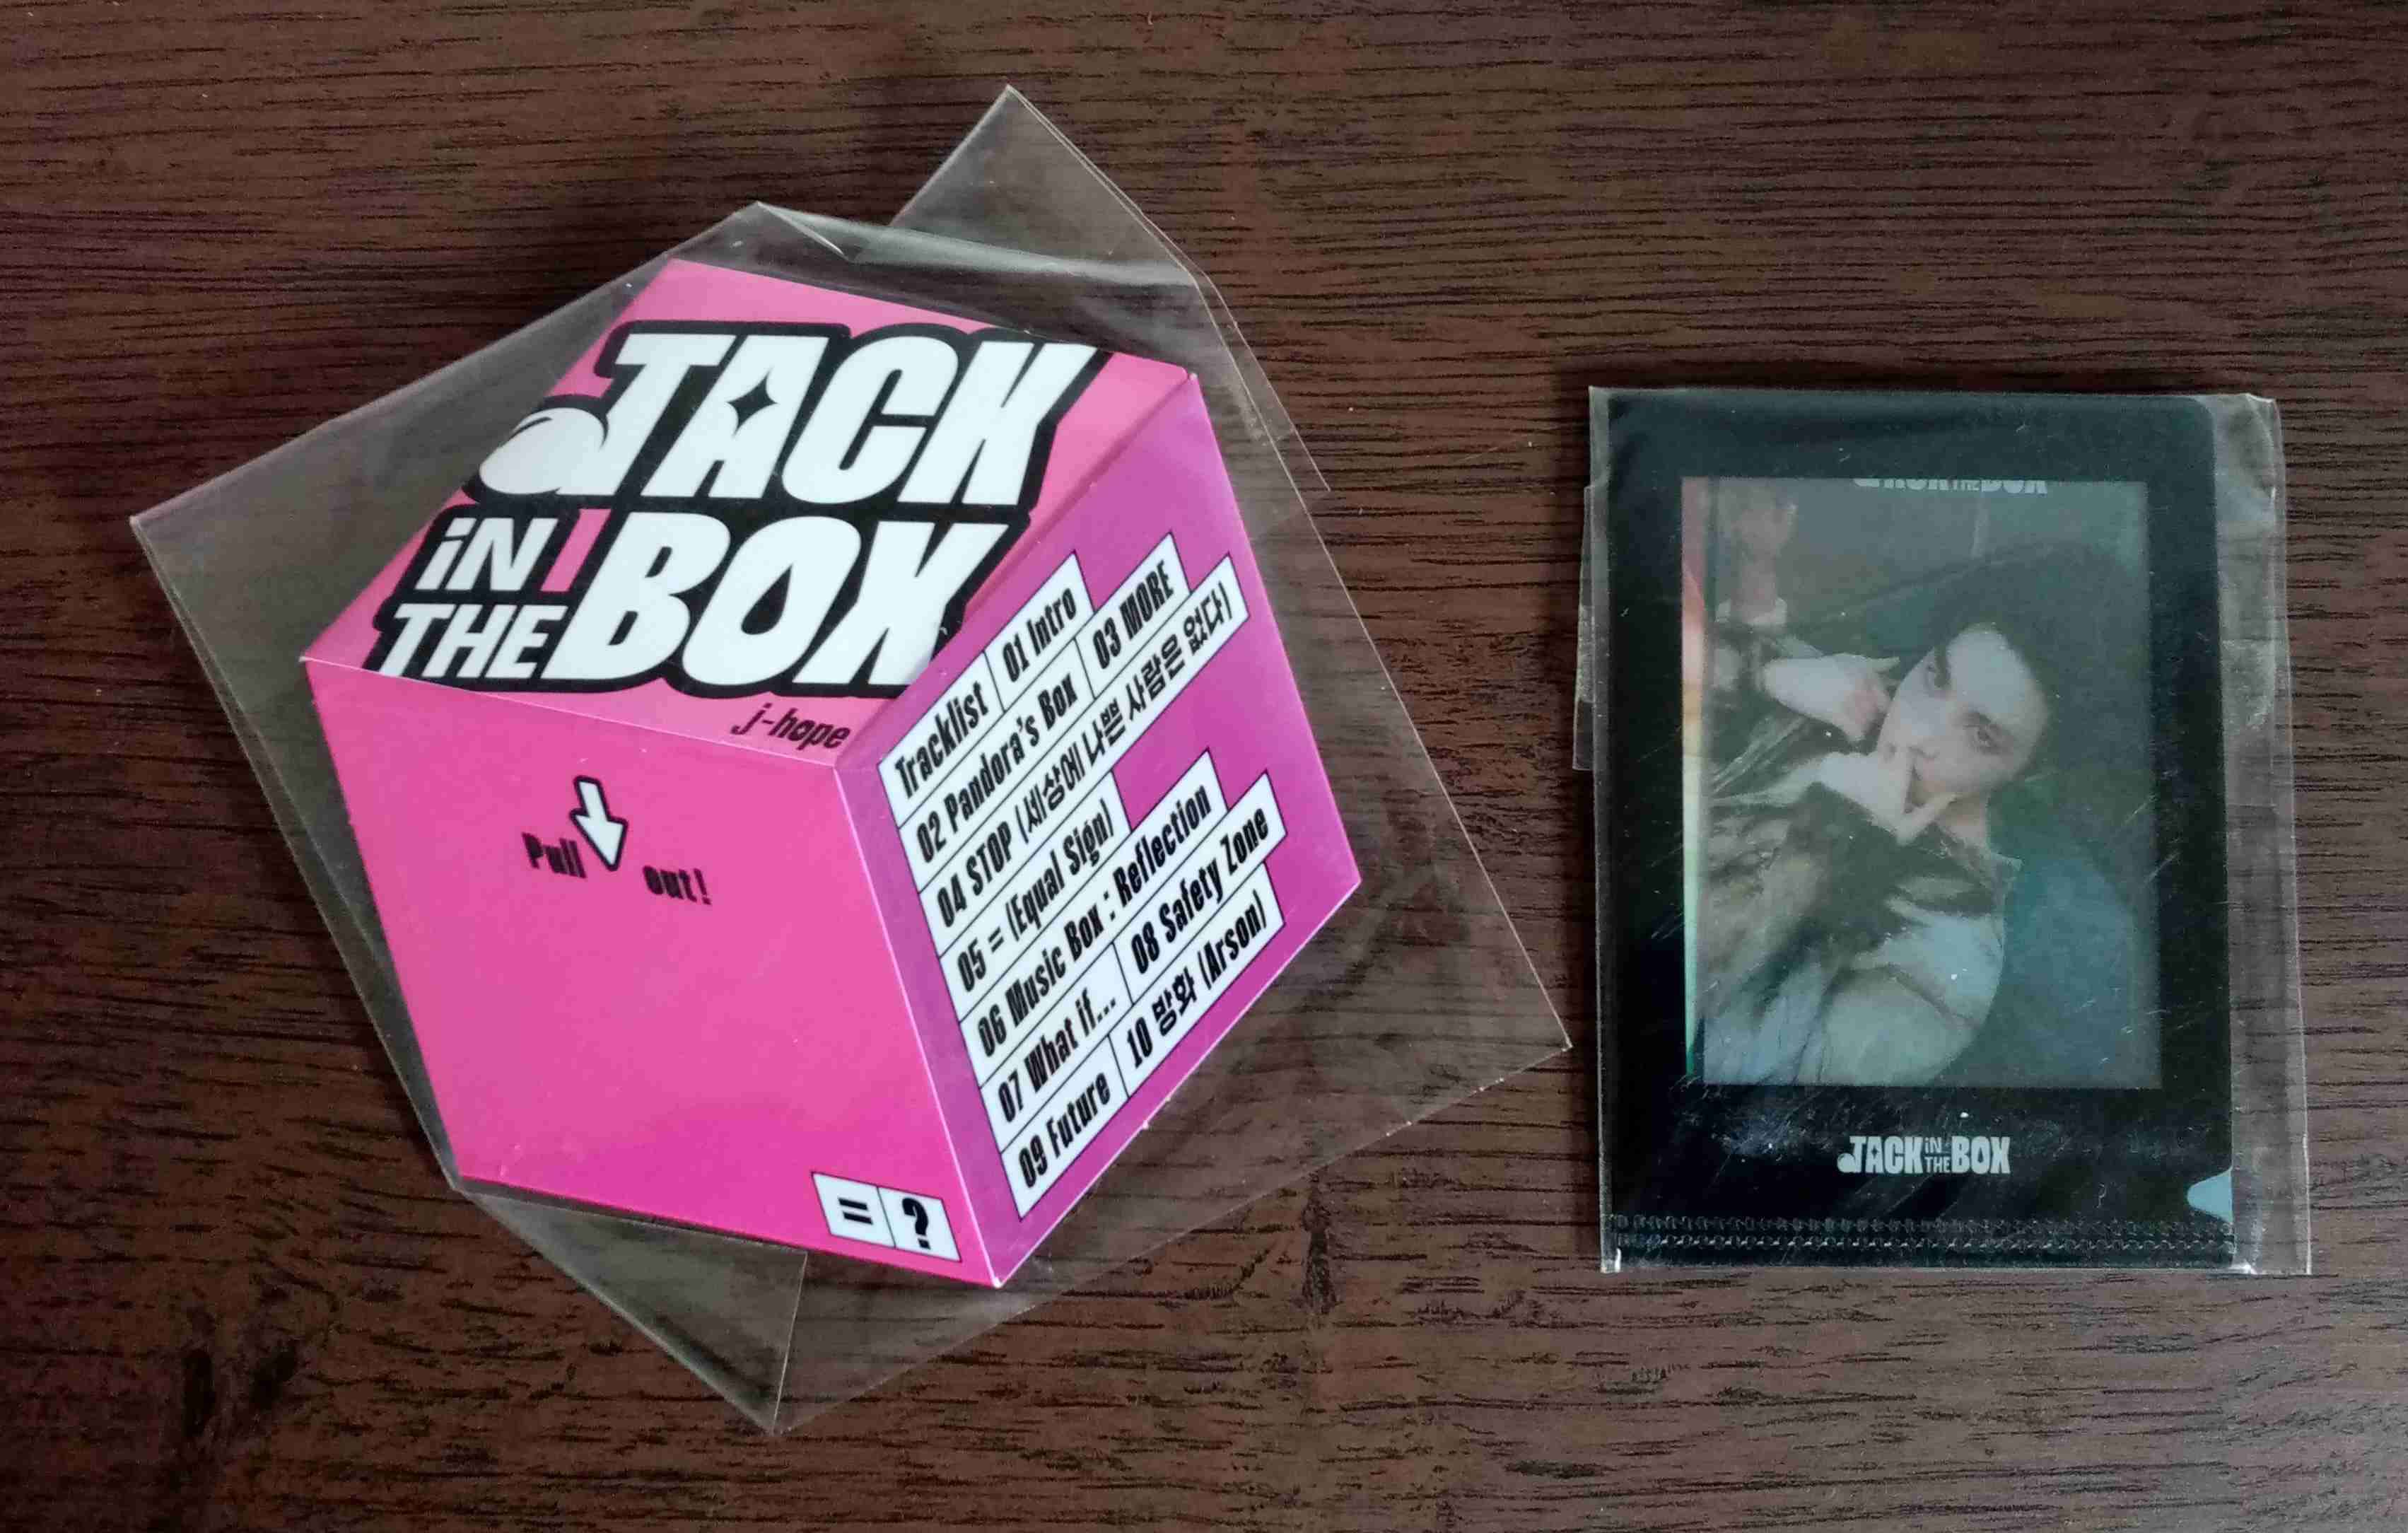 JACK
iN THE BOX
j-hope
Pull out!
= ?
Tracklist 01 Intro
02 Pandora's Box 03 MORE
04 STOP (세상에 나쁜 사람은 없다)
05 = (Equal Sign)
06 Music Box : Reflection
07 What if... 08 Safety Zone
09 Future 10 방화 (Arson)
JACK iN THE BOX
JACK iN THE BOX